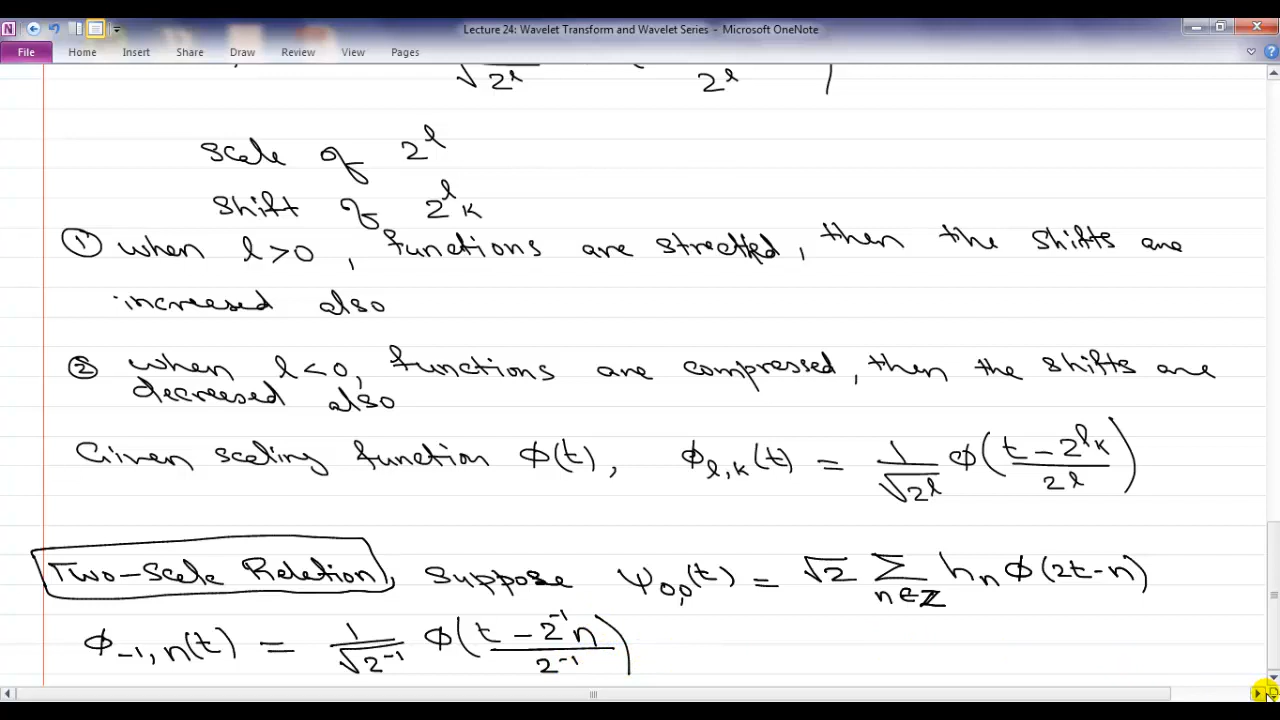 Lecture 24: Wavelet Transform and Wavelet Series - Microsoft OneNote
File Home Insert Share Draw Review View Pages
√2^l 2^l
Scale of 2^l
Shift of 2^l k
① when l > 0, functions are stretched, then the shifts are
increased also
② when l < 0, functions are compressed, then the shifts are
decreased also
Given scaling function Φ(t), Φ_{l,k}(t) = 1/√2^l Φ((t - 2^l k)/2^l)
Two-Scale Relation, Suppose Ψ_{0,0}(t) = √2 Σ_{n∈Z} h_n Φ(2t-n)
Φ_{-1,n}(t) = 1/√2^{-1} Φ((t - 2^{-1} n)/2^{-1})